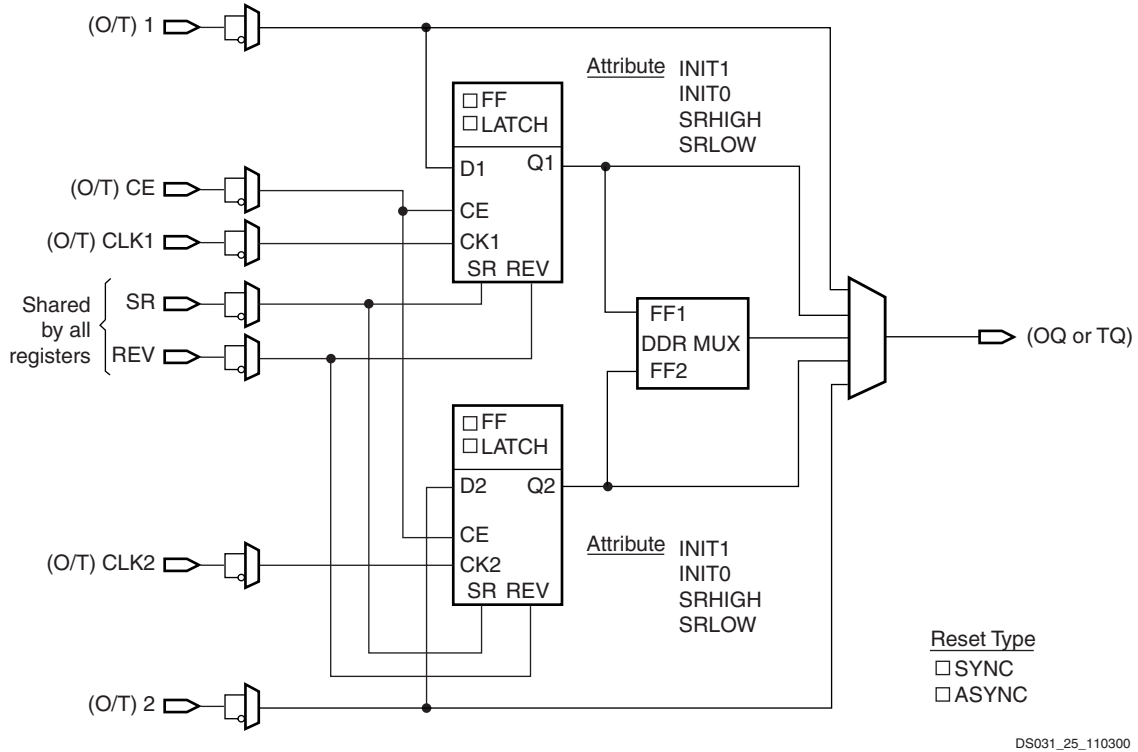 (O/T) 1
Attribute INIT1
INIT0
SRHIGH
SRLOW
FF
LATCH
D1 Q1
(O/T) CE
CE
(O/T) CLK1
CK1
SR REV
Shared
by all
registers
SR
REV
FF1
DDR MUX
FF2
(OQ or TQ)
FF
LATCH
D2 Q2
CE
(O/T) CLK2
CK2
SR REV
Attribute INIT1
INIT0
SRHIGH
SRLOW
Reset Type
SYNC
ASYNC
(O/T) 2
DS031_25_110300